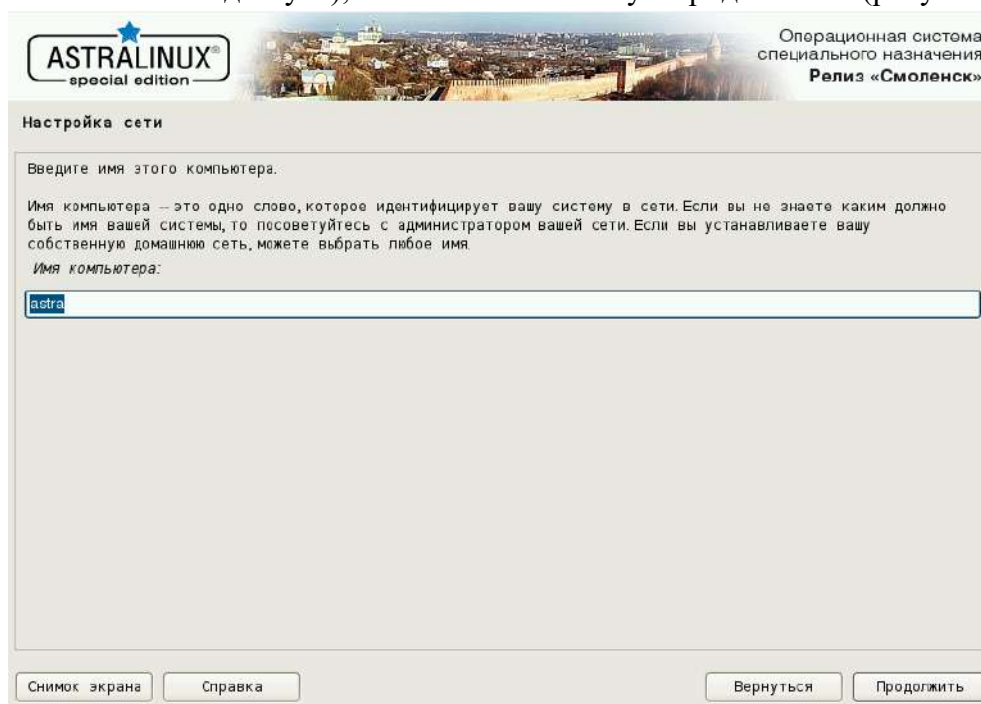 ASTRALINUX®
special edition
Операционная система
специального назначения
Релиз «Смоленск»
Настройка сети
Введите имя этого компьютера.
Имя компьютера — это одно слово, которое идентифицирует вашу систему в сети. Если вы не знаете каким должно
быть имя вашей системы, то посоветуйтесь с администратором вашей сети. Если вы устанавливаете вашу
собственную домашнюю сеть, можете выбрать любое имя.
Имя компьютера:
astra
Снимок экрана
Справка
Вернуться
Продолжить